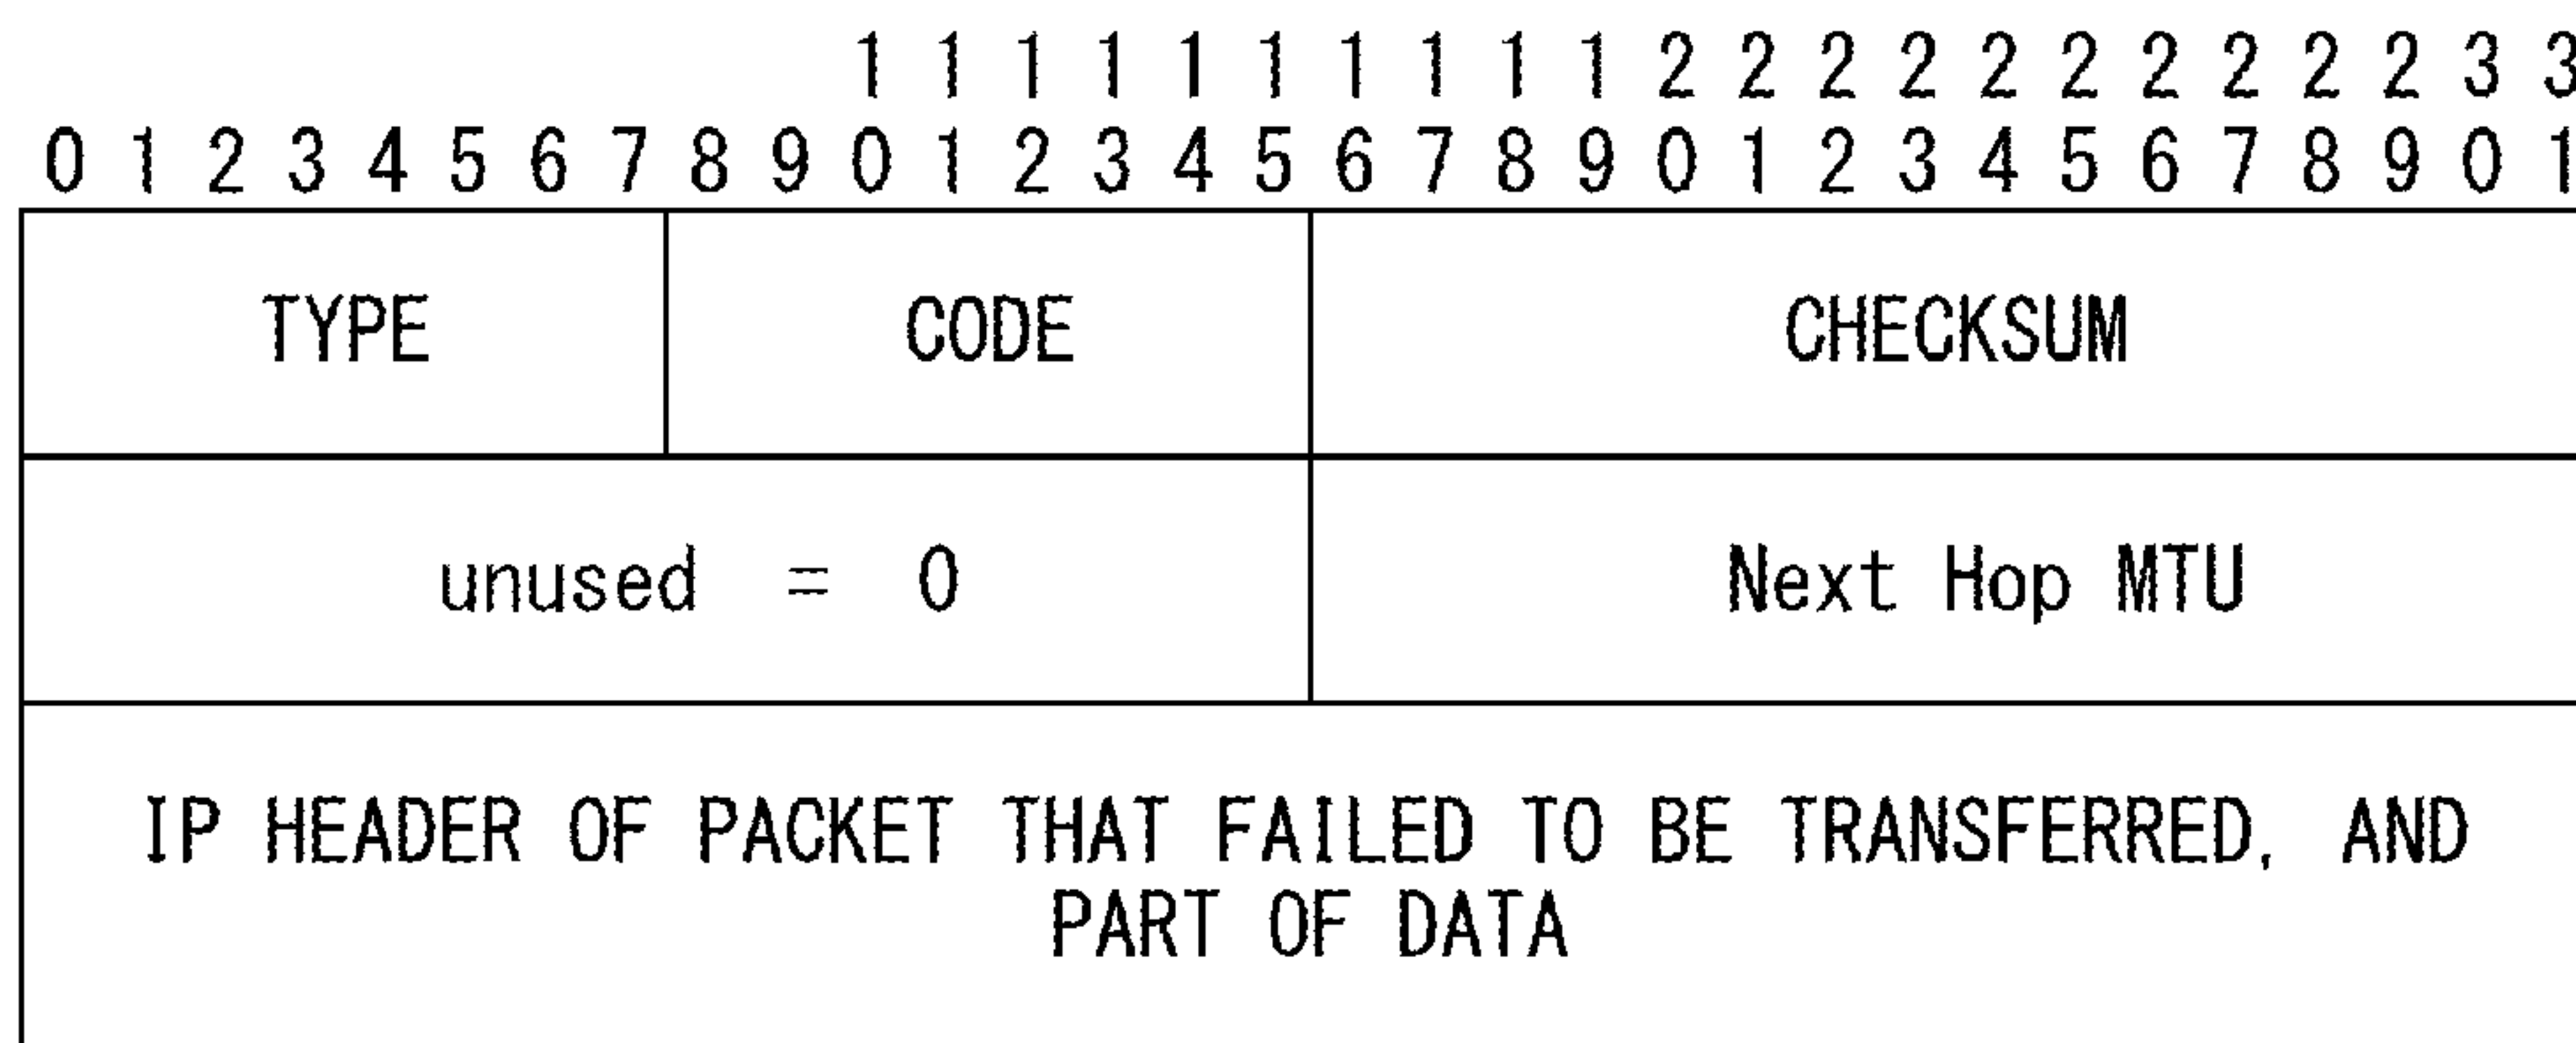 1 1 1 1 1 1 1 1 1 1 2 2 2 2 2 2 2 2 2 2 3 3
0 1 2 3 4 5 6 7 8 9 0 1 2 3 4 5 6 7 8 9 0 1 2 3 4 5 6 7 8 9 0 1
TYPE CODE CHECKSUM
unused = 0 Next Hop MTU
IP HEADER OF PACKET THAT FAILED TO BE TRANSFERRED, AND
PART OF DATA